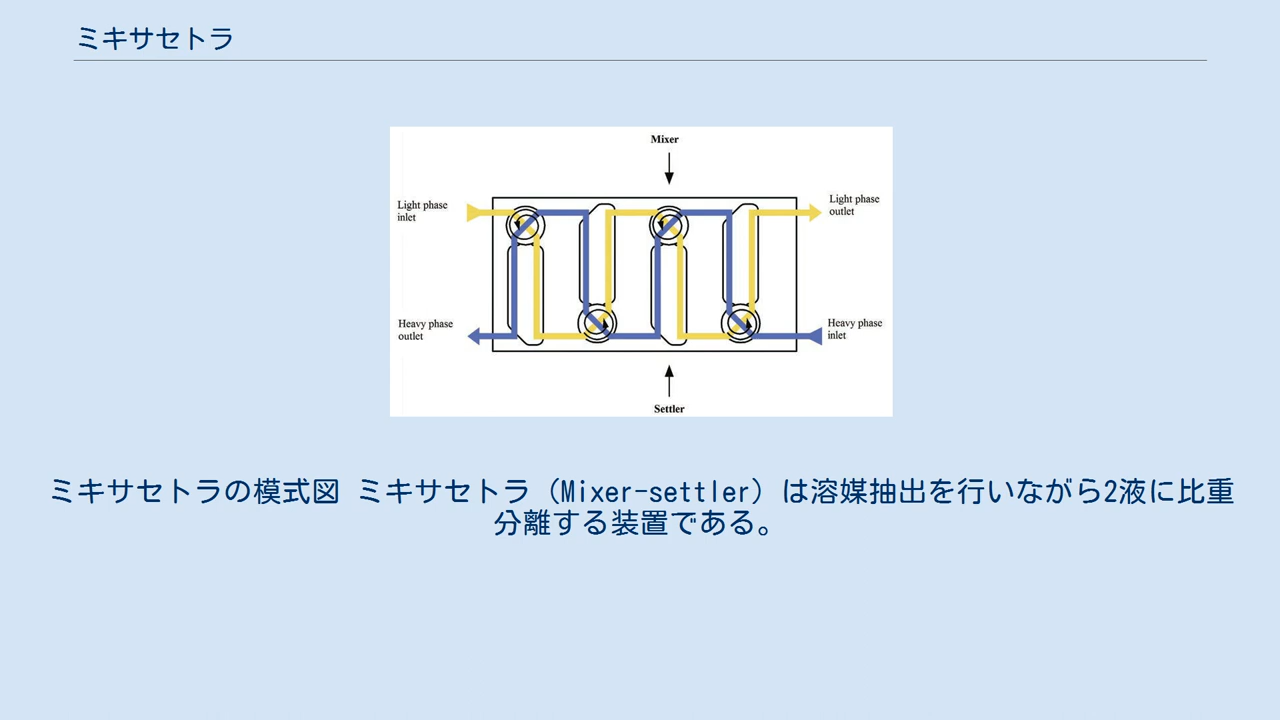 ミキサセトラ
Mixer
Light phase
inlet
Light phase
outlet
Heavy phase
outlet
Heavy phase
inlet
Settler
ミキサセトラの模式図 ミキサセトラ（Mixer-settler）は溶媒抽出を行いながら2液に比重
分離する装置である。